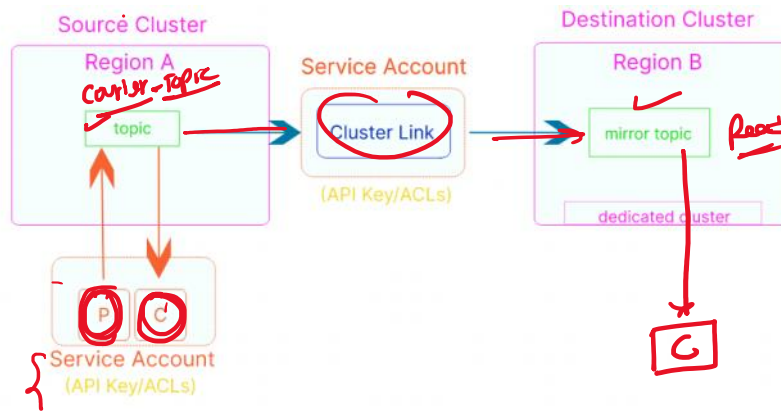 Source Cluster
Destination Cluster
Region A
Region B
Service Account
Courier-Topic
topic
Cluster Link
mirror topic
Read
(API Key/ACLs)
dedicated cluster
P
C
C
Service Account
(API Key/ACLs)